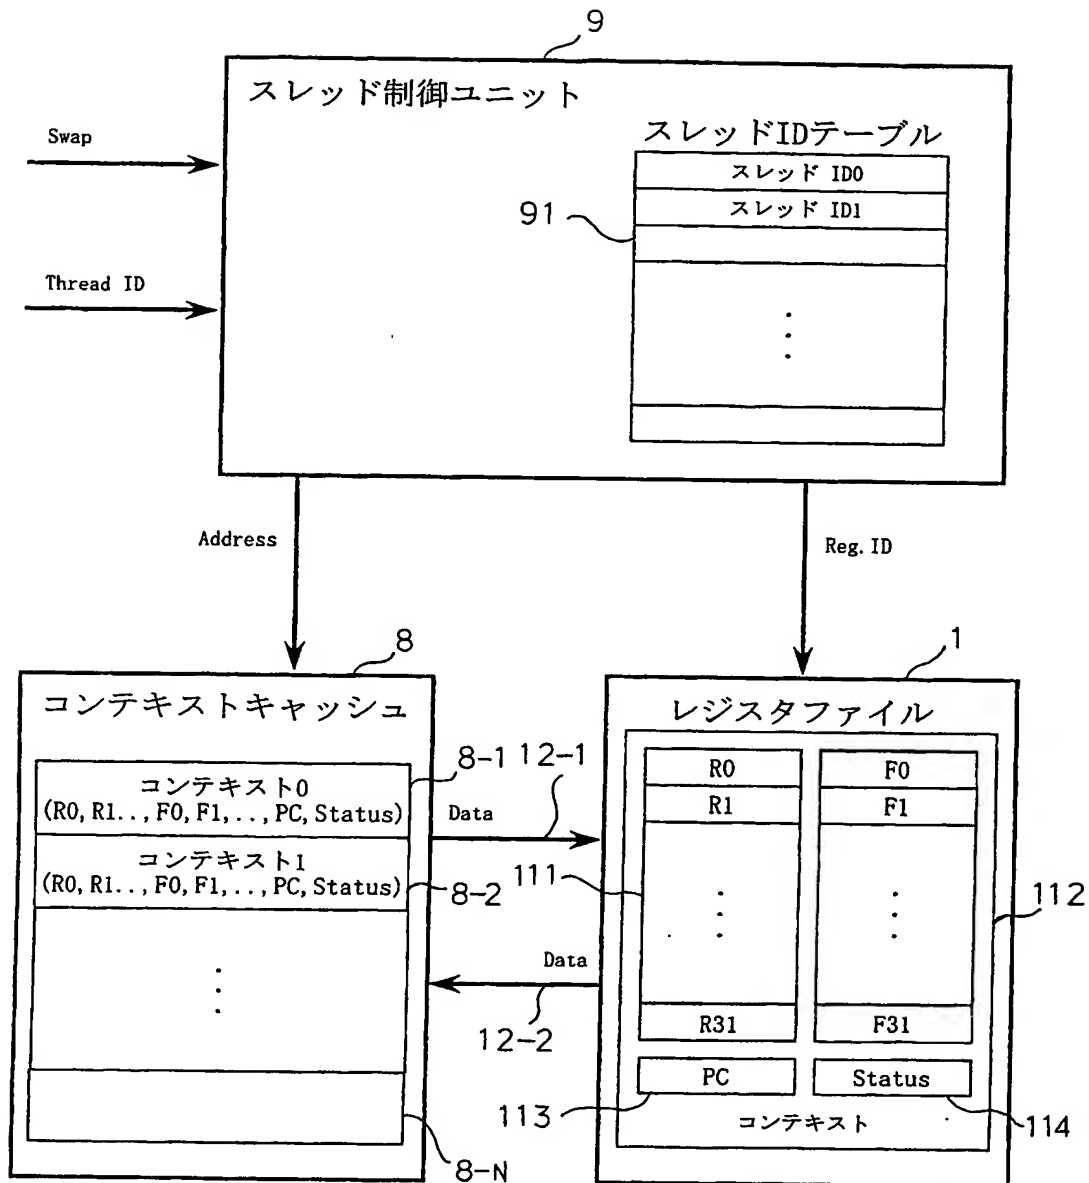 9
スレッド制御ユニット
Swap
スレッドIDテーブル
スレッド ID0
91
スレッド ID1
Thread ID
Address
Reg. ID
8
1
コンテキストキャッシュ
レジスタファイル
8-1
12-1
コンテキスト0
(R0, R1.., F0, F1,.., PC, Status)
Data
R0
F0
R1
F1
コンテキスト1
(R0, R1.., F0, F1,.., PC, Status)
8-2
111
112
Data
12-2
R31
F31
PC
Status
113
コンテキスト
114
8-N